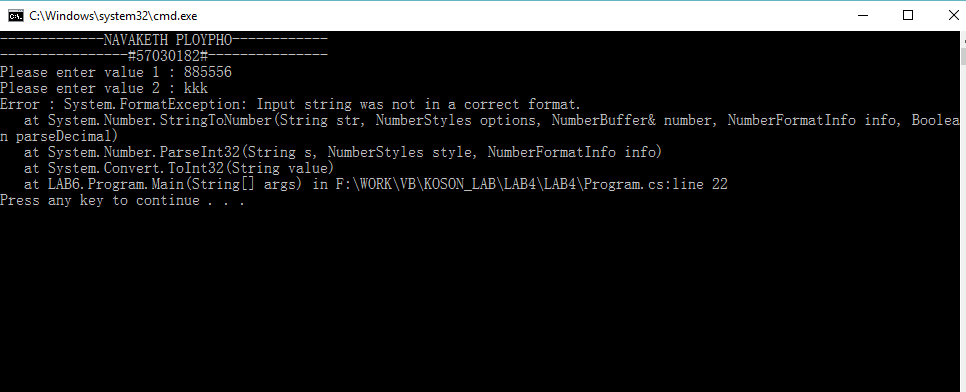 C:\Windows\system32\cmd.exe
-------------NAVAKETH PLOYPHO------------
----------------#57030182#---------------
Please enter value 1 : 885556
Please enter value 2 : kkk
Error : System.FormatException: Input string was not in a correct format.
   at System.Number.StringToNumber(String str, NumberStyles options, NumberBuffer& number, NumberFormatInfo info, Boolea
n parseDecimal)
   at System.Number.ParseInt32(String s, NumberStyles style, NumberFormatInfo info)
   at System.Convert.ToInt32(String value)
   at LAB6.Program.Main(String[] args) in F:\WORK\VB\KOSON_LAB\LAB4\LAB4\Program.cs:line 22
Press any key to continue . . .